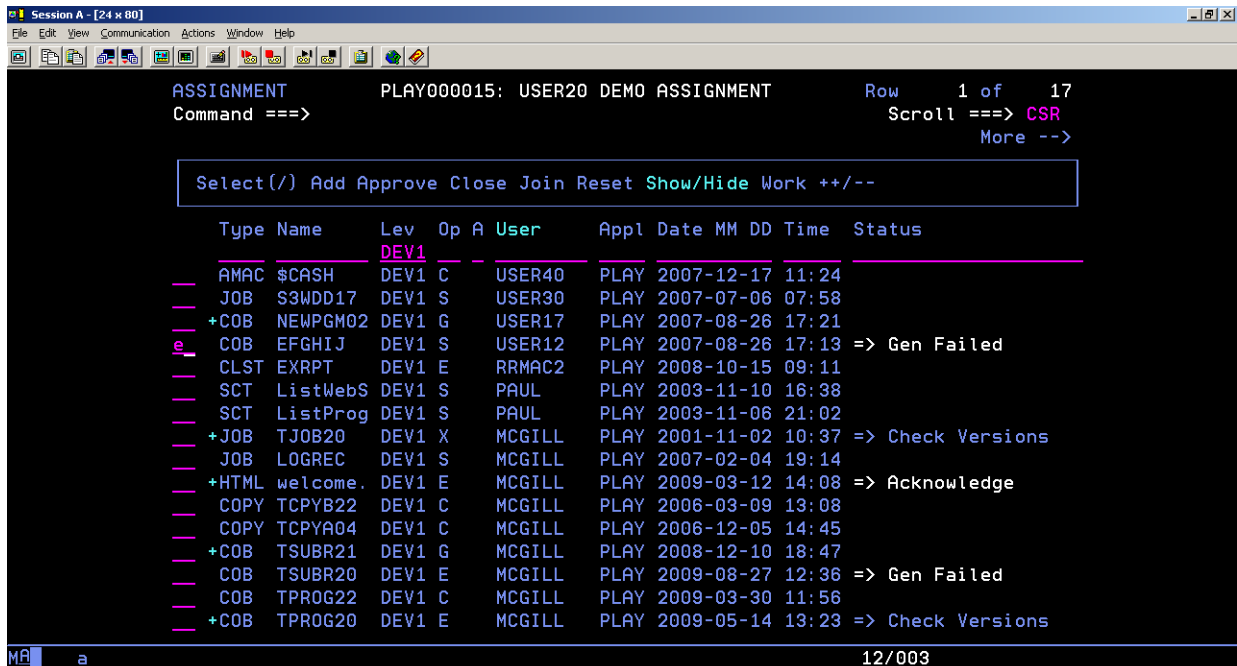 Session A - [24 x 80]
File Edit View Communication Actions Window Help
ASSIGNMENT PLAY000015: USER20 DEMO ASSIGNMENT Row 1 of 17
Command ===> Scroll ===> CSR
More -->
Select(/) Add Approve Close Join Reset Show/Hide Work ++/--
Type Name Lev Op A User Appl Date MM DD Time Status
DEV1
AMAC $CASH DEV1 C USER40 PLAY 2007-12-17 11:24
JOB S3WDD17 DEV1 S USER30 PLAY 2007-07-06 07:58
+COB NEWPGM02 DEV1 G USER17 PLAY 2007-08-26 17:21
e_ COB EFGHIJ DEV1 S USER12 PLAY 2007-08-26 17:13 => Gen Failed
CLST EXRPT DEV1 E RRMAC2 PLAY 2008-10-15 09:11
SCT ListWebS DEV1 S PAUL PLAY 2003-11-10 16:38
SCT ListProg DEV1 S PAUL PLAY 2003-11-06 21:02
+JOB TJOB20 DEV1 X MCGILL PLAY 2001-11-02 10:37 => Check Versions
JOB LOGREC DEV1 S MCGILL PLAY 2007-02-04 19:14
+HTML welcome. DEV1 E MCGILL PLAY 2009-03-12 14:08 => Acknowledge
COPY TCPYB22 DEV1 C MCGILL PLAY 2006-03-09 13:08
COPY TCPYA04 DEV1 C MCGILL PLAY 2006-12-05 14:45
+COB TSUBR21 DEV1 G MCGILL PLAY 2008-12-10 18:47
COB TSUBR20 DEV1 E MCGILL PLAY 2009-08-27 12:36 => Gen Failed
COB TPROG22 DEV1 C MCGILL PLAY 2009-03-30 11:56
+COB TPROG20 DEV1 E MCGILL PLAY 2009-05-14 13:23 => Check Versions
MA a 12/003